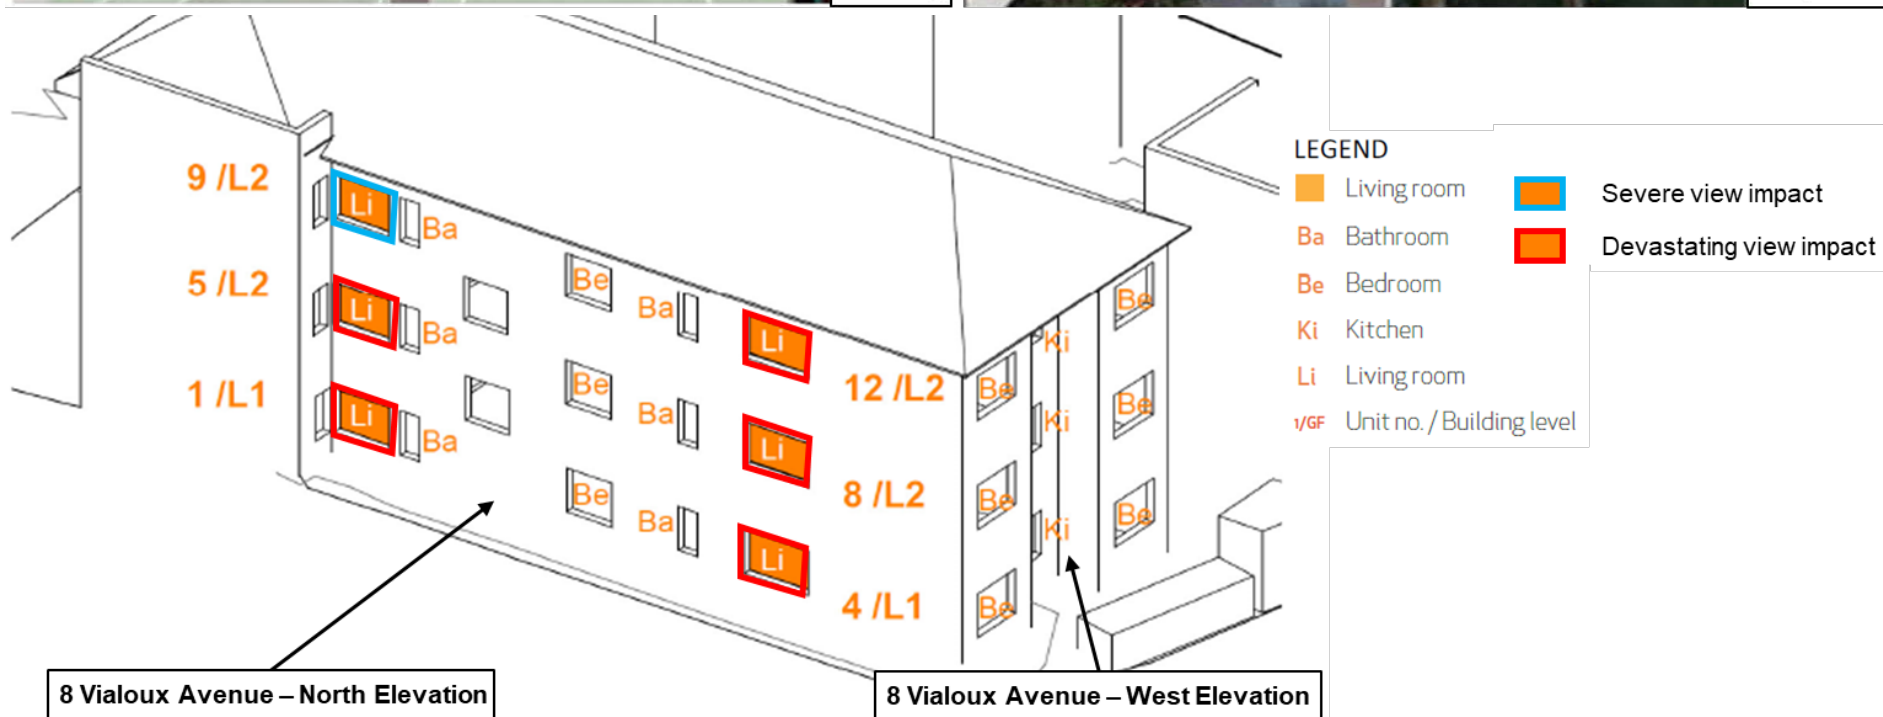 9 /L2
Li
Ba
5 /L2
Li
Ba
1 /L1
Li
Ba
Be
Ba
Li
12 /L2
Be
Ba
Li
8 /L2
Be
Ba
Li
4 /L1
Be
Ki
Be
Be
Ki
Be
Be
Ki
Be
8 Vialoux Avenue – North Elevation
8 Vialoux Avenue – West Elevation
LEGEND
Living room
Ba Bathroom
Be Bedroom
Ki Kitchen
Li Living room
1/GF Unit no. / Building level
Severe view impact
Devastating view impact